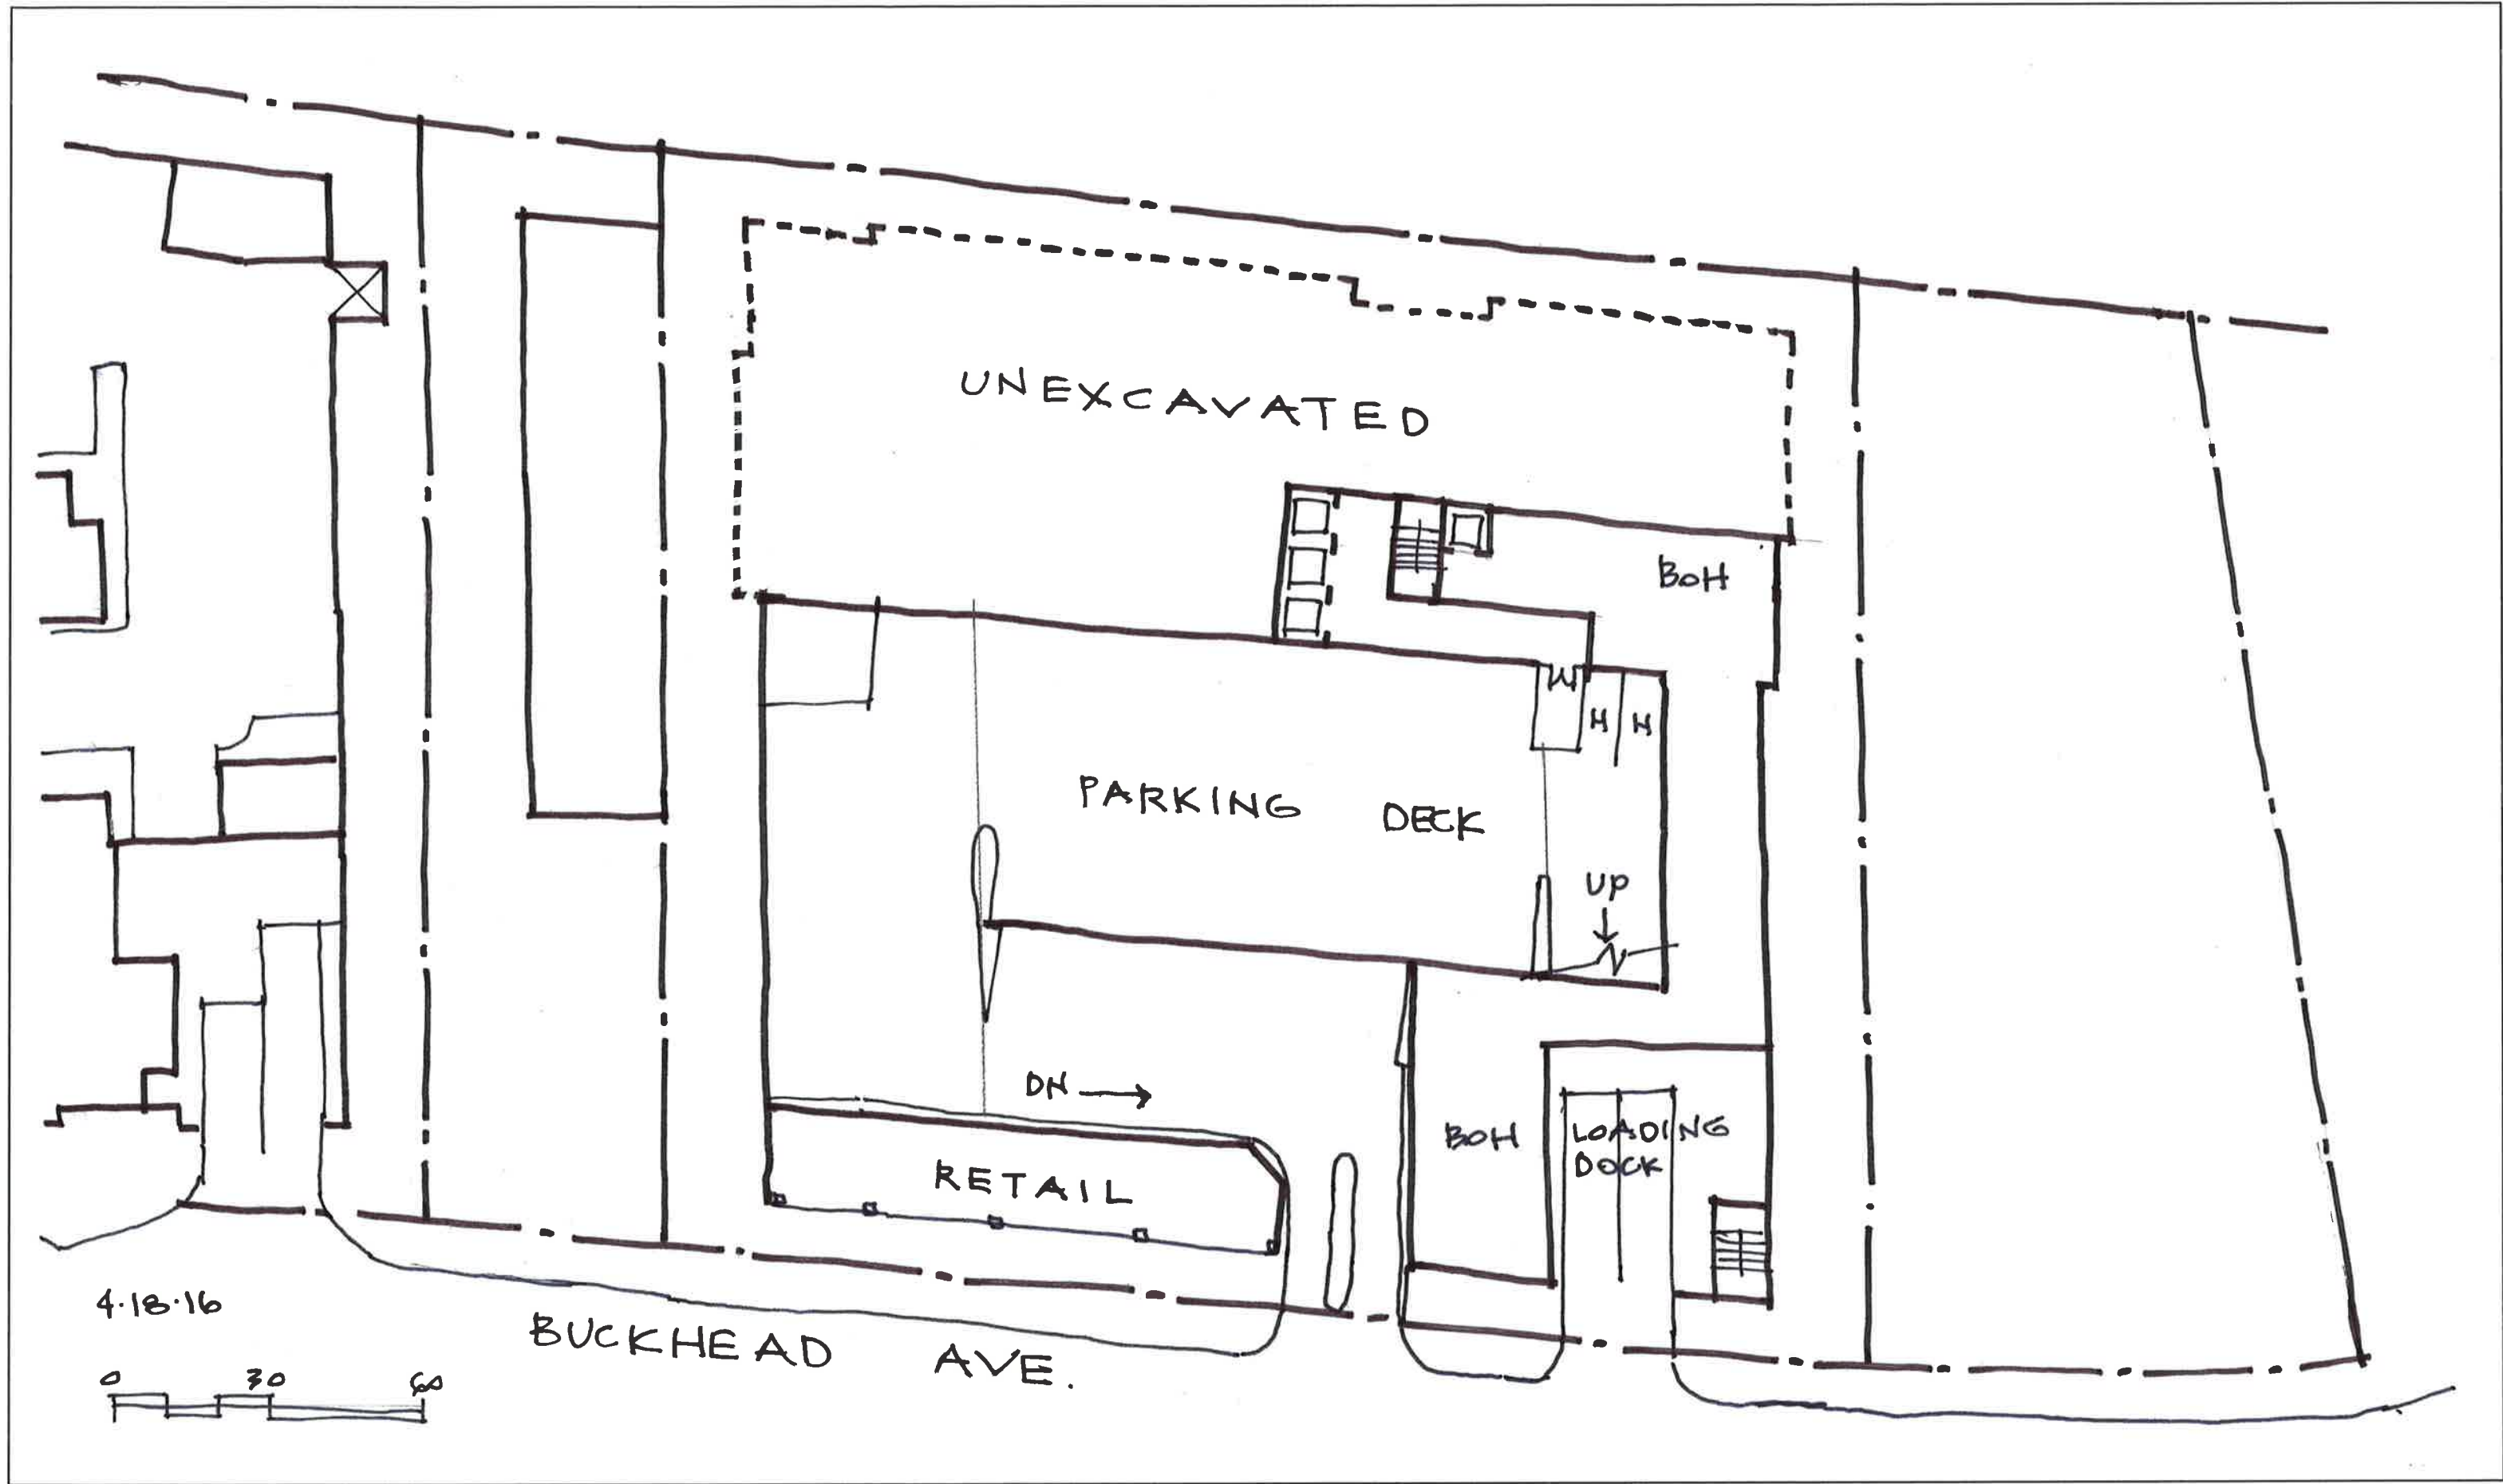 UNEXCAVATED
BOH
H H
PARKING DECK
UP
DN
BOH
LOADING
DOCK
RETAIL
4.18.16
BUCKHEAD AVE.
0 30 60